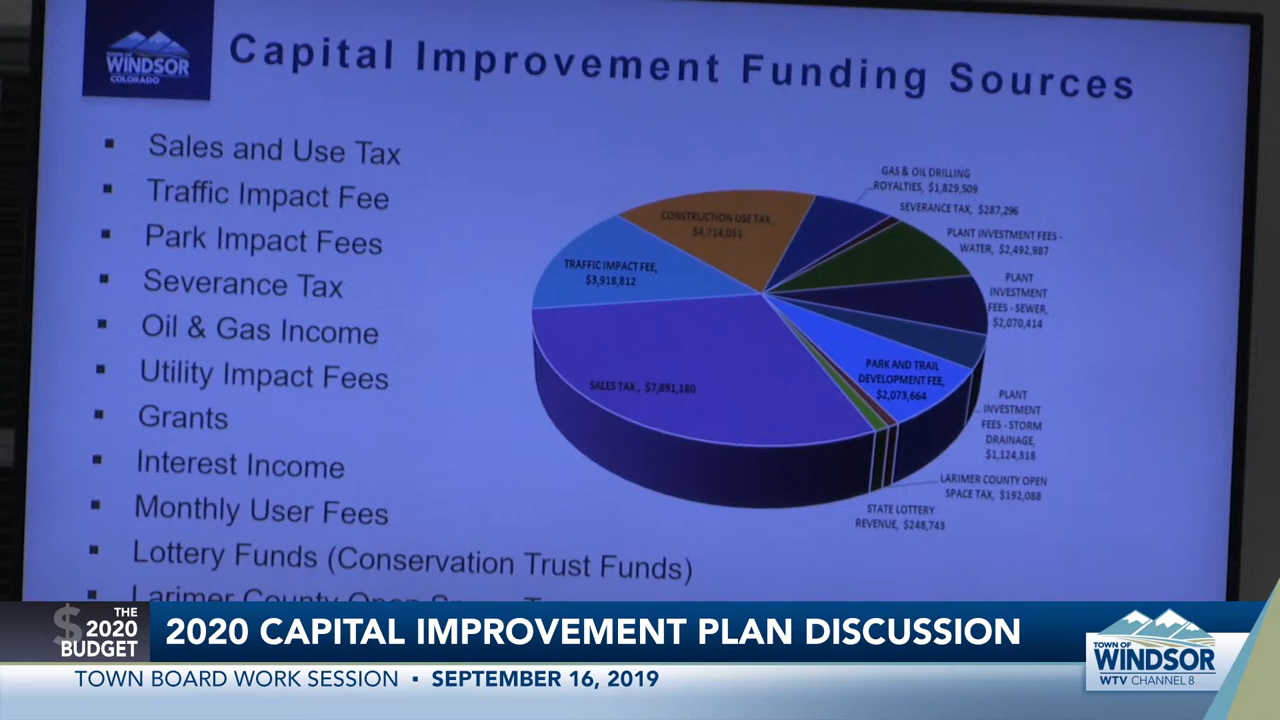 TOWN OF
WINDSOR
COLORADO
Capital Improvement Funding Sources
▪ Sales and Use Tax
▪ Traffic Impact Fee
▪ Park Impact Fees
▪ Severance Tax
▪ Oil & Gas Income
▪ Utility Impact Fees
▪ Grants
▪ Interest Income
▪ Monthly User Fees
▪ Lottery Funds (Conservation Trust Funds)
▪ Larimer County Open Space
GAS & OIL DRILLING
ROYALTIES, $1,829,509
SEVERANCE TAX, $287,296
PLANT INVESTMENT FEES -
WATER, $2,492,987
PLANT
INVESTMENT
FEES - SEWER,
$2,070,414
CONSTRUCTION USE TAX,
$4,714,051
TRAFFIC IMPACT FEE,
$3,918,812
SALES TAX, $7,891,180
PARK AND TRAIL
DEVELOPMENT FEE,
$2,073,664
PLANT
INVESTMENT
FEES - STORM
DRAINAGE,
$1,124,318
LARIMER COUNTY OPEN
SPACE TAX, $192,088
STATE LOTTERY
REVENUE, $248,743
$ THE
2020
BUDGET
2020 CAPITAL IMPROVEMENT PLAN DISCUSSION
TOWN BOARD WORK SESSION ▪ SEPTEMBER 16, 2019
TOWN OF
WINDSOR
WTV CHANNEL 8